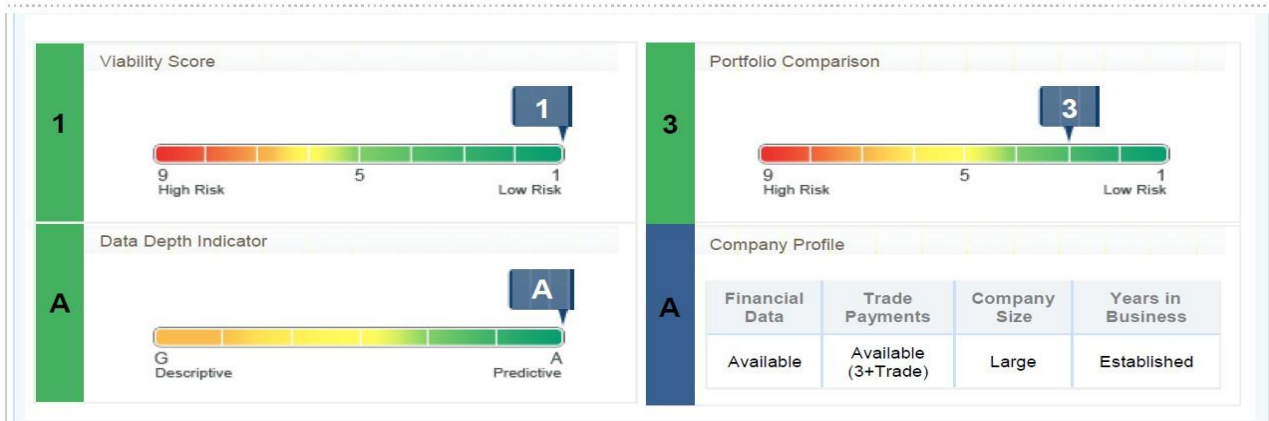 Viability Score
1
1
9
5
1
High Risk
Low Risk
Portfolio Comparison
3
3
9
5
1
High Risk
Low Risk
Data Depth Indicator
A
A
G
A
Descriptive
Predictive
Company Profile
A
Financial Data
Trade Payments
Company Size
Years in Business
Available
Available (3+Trade)
Large
Established